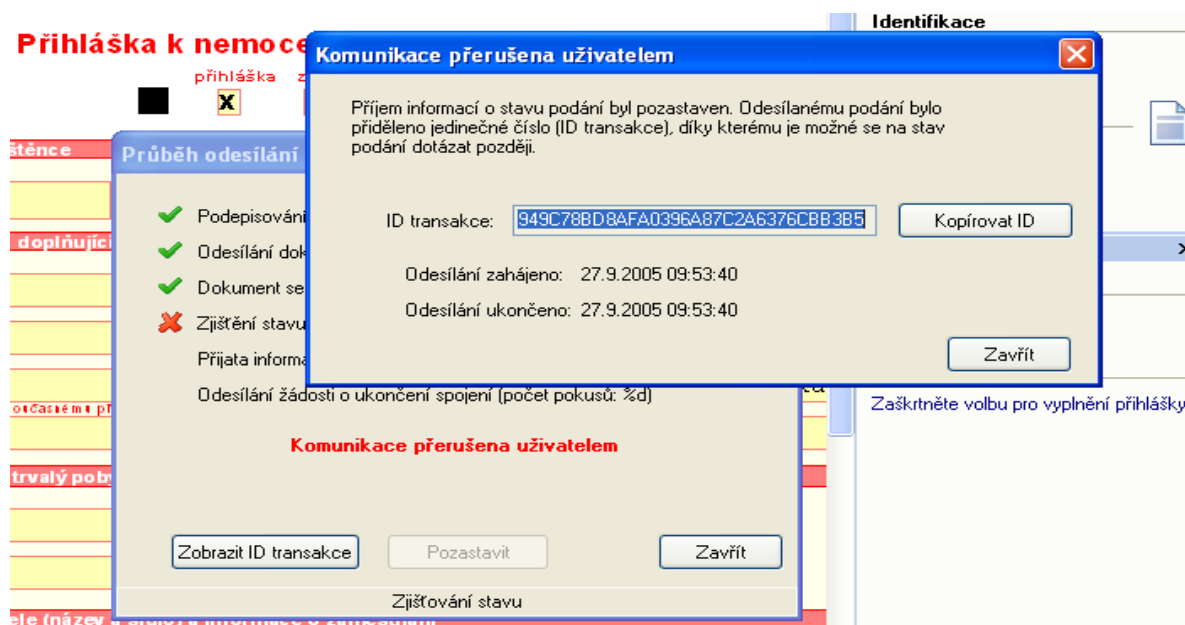 Identifikace
Přihláška k nemoce
přihláška z
X
Komunikace přerušena uživatelem
Příjem informací o stavu podání byl pozastaven. Odesílanému podání bylo
přiděleno jedinečné číslo (ID transakce), díky kterému je možné se na stav
podání dotázat později.
ID transakce: 949C78BD8AFA0396A87C2A6376CBB3B5 Kopírovat ID
Odesílání zahájeno: 27.9.2005 09:53:40
Odesílání ukončeno: 27.9.2005 09:53:40
Zavřít
štěnce
Průběh odesílání
Podepisování
doplňujíc
Odesílání dok
Dokument se
Zjištění stavu
Přijata informa
Odesílání žádosti o ukončení spojení (počet pokusů: %d)
Zaškrtněte volbu pro vyplnění přihlášky
Komunikace přerušena uživatelem
trvalý poby
Zobrazit ID transakce Pozastavit Zavřít
Zjišťování stavu